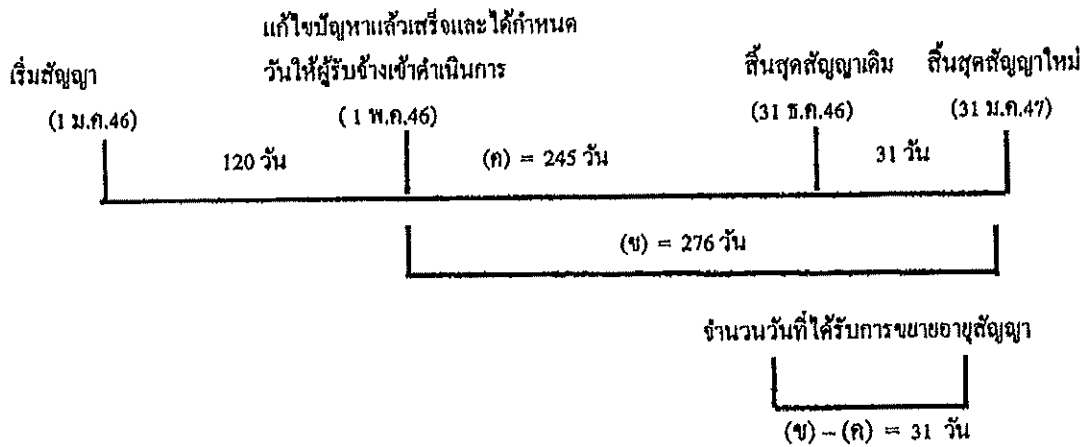 แก้ไขปัญหาแล้วเสร็จและได้กำหนด
เริ่มสัญญา วันให้ผู้รับจ้างเข้าดำเนินการ สิ้นสุดสัญญาเดิม สิ้นสุดสัญญาใหม่
(1 ม.ค.46) ( 1 พ.ค.46) (31 ธ.ค.46) (31 ม.ค.47)
120 วัน (ค) = 245 วัน 31 วัน
(ข) = 276 วัน
จำนวนวันที่ได้รับการขยายอายุสัญญา
(ข) – (ค) = 31 วัน